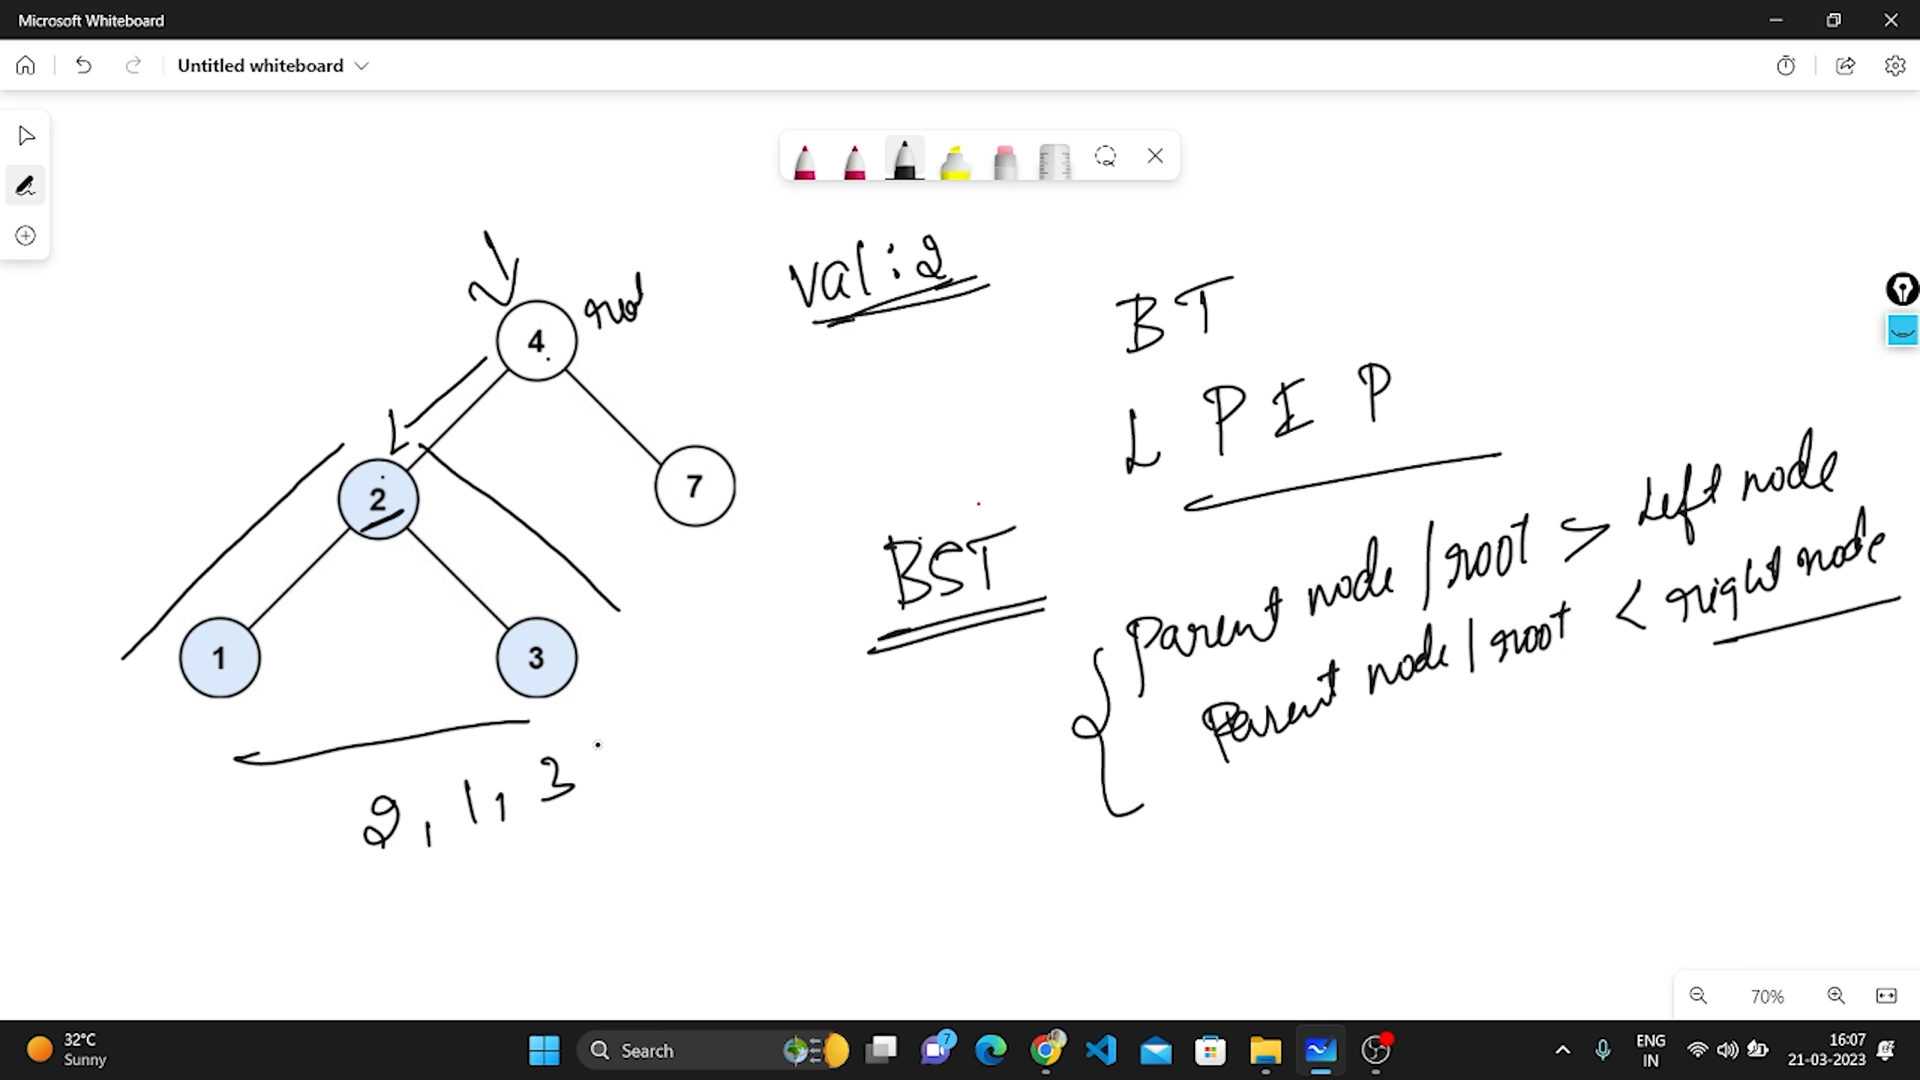 Microsoft Whiteboard
Untitled whiteboard
Val : 2
4
root
BT
L P I P
2
7
BST
Parent node / root > Left node
Parent node / root < right node
1
3
2, 1, 3
70%
32°C
Sunny
Search
7
ENG
IN
16:07
21-03-2023